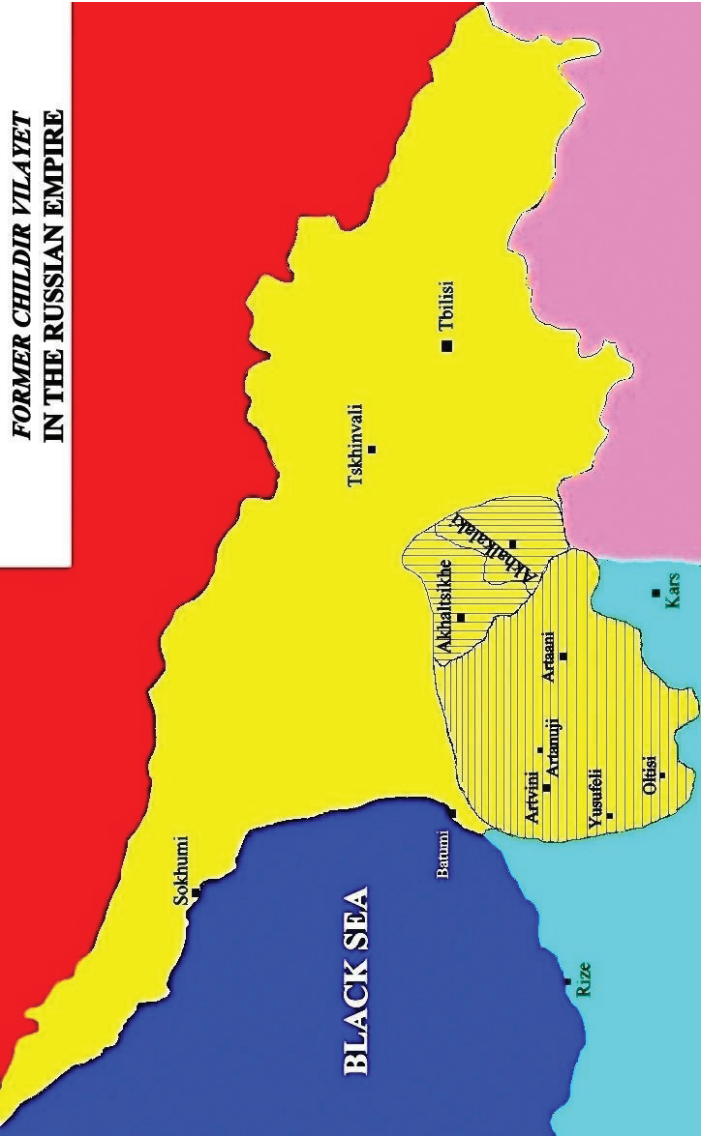 FORMER CHILDIR VILAYET
IN THE RUSSIAN EMPIRE
Sokhumi
Tskhinvali
Tbilisi
BLACK SEA
Batumi
Akhaltsikhe
Akhalkalaki
Artvini
Artanuji
Artaani
Yusufeli
Oltisi
Rize
Kars